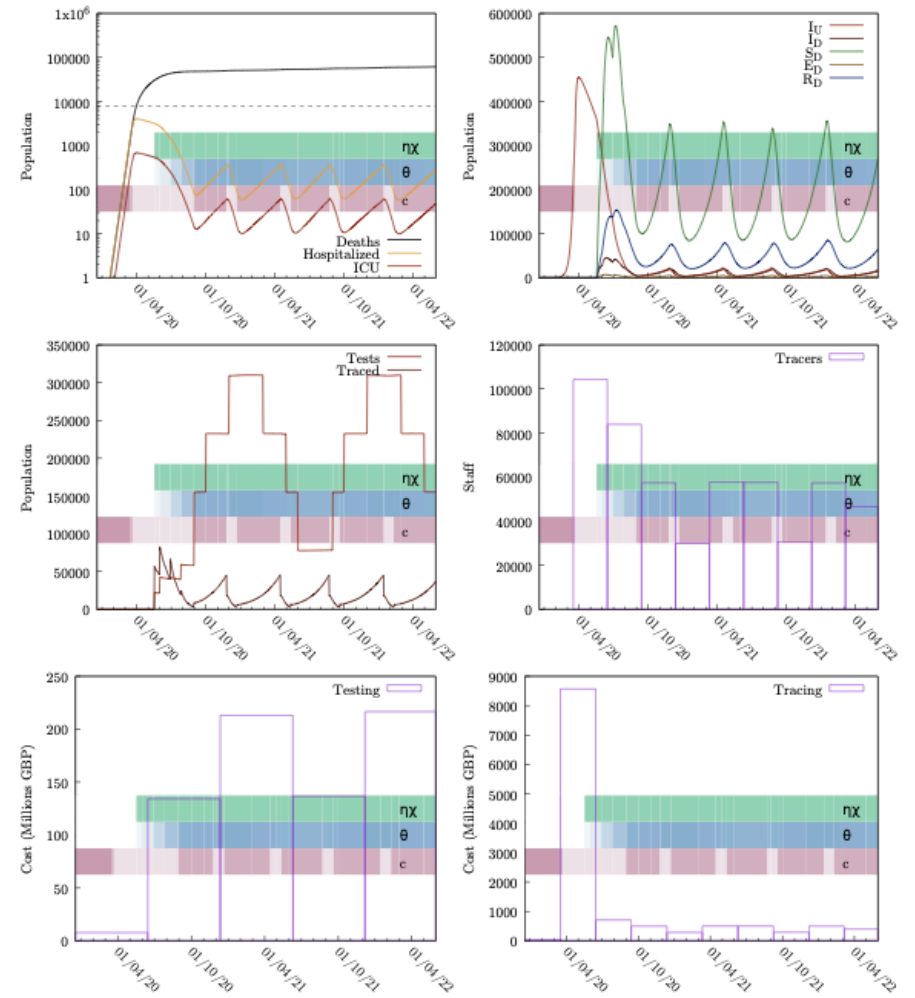 1x10^6
100000
10000
1000
100
10
1
Population
ηχ
θ
c
Deaths
Hospitalized
ICU
01/04/20
01/10/20
01/04/21
01/10/21
01/04/22
600000
500000
400000
300000
200000
100000
0
Population
I_U
I_D
S_D
E_D
R_D
ηχ
θ
c
01/04/20
01/10/20
01/04/21
01/10/21
01/04/22
350000
300000
250000
200000
150000
100000
50000
0
Population
Tests
Traced
ηχ
θ
c
01/04/20
01/10/20
01/04/21
01/10/21
01/04/22
120000
100000
80000
60000
40000
20000
0
Staff
Tracers
ηχ
θ
c
01/04/20
01/10/20
01/04/21
01/10/21
01/04/22
250
200
150
100
50
0
Cost (Millions GBP)
Testing
ηχ
θ
c
01/04/20
01/10/20
01/04/21
01/10/21
01/04/22
9000
8000
7000
6000
5000
4000
3000
2000
1000
0
Cost (Millions GBP)
Tracing
ηχ
θ
c
01/04/20
01/10/20
01/04/21
01/10/21
01/04/22